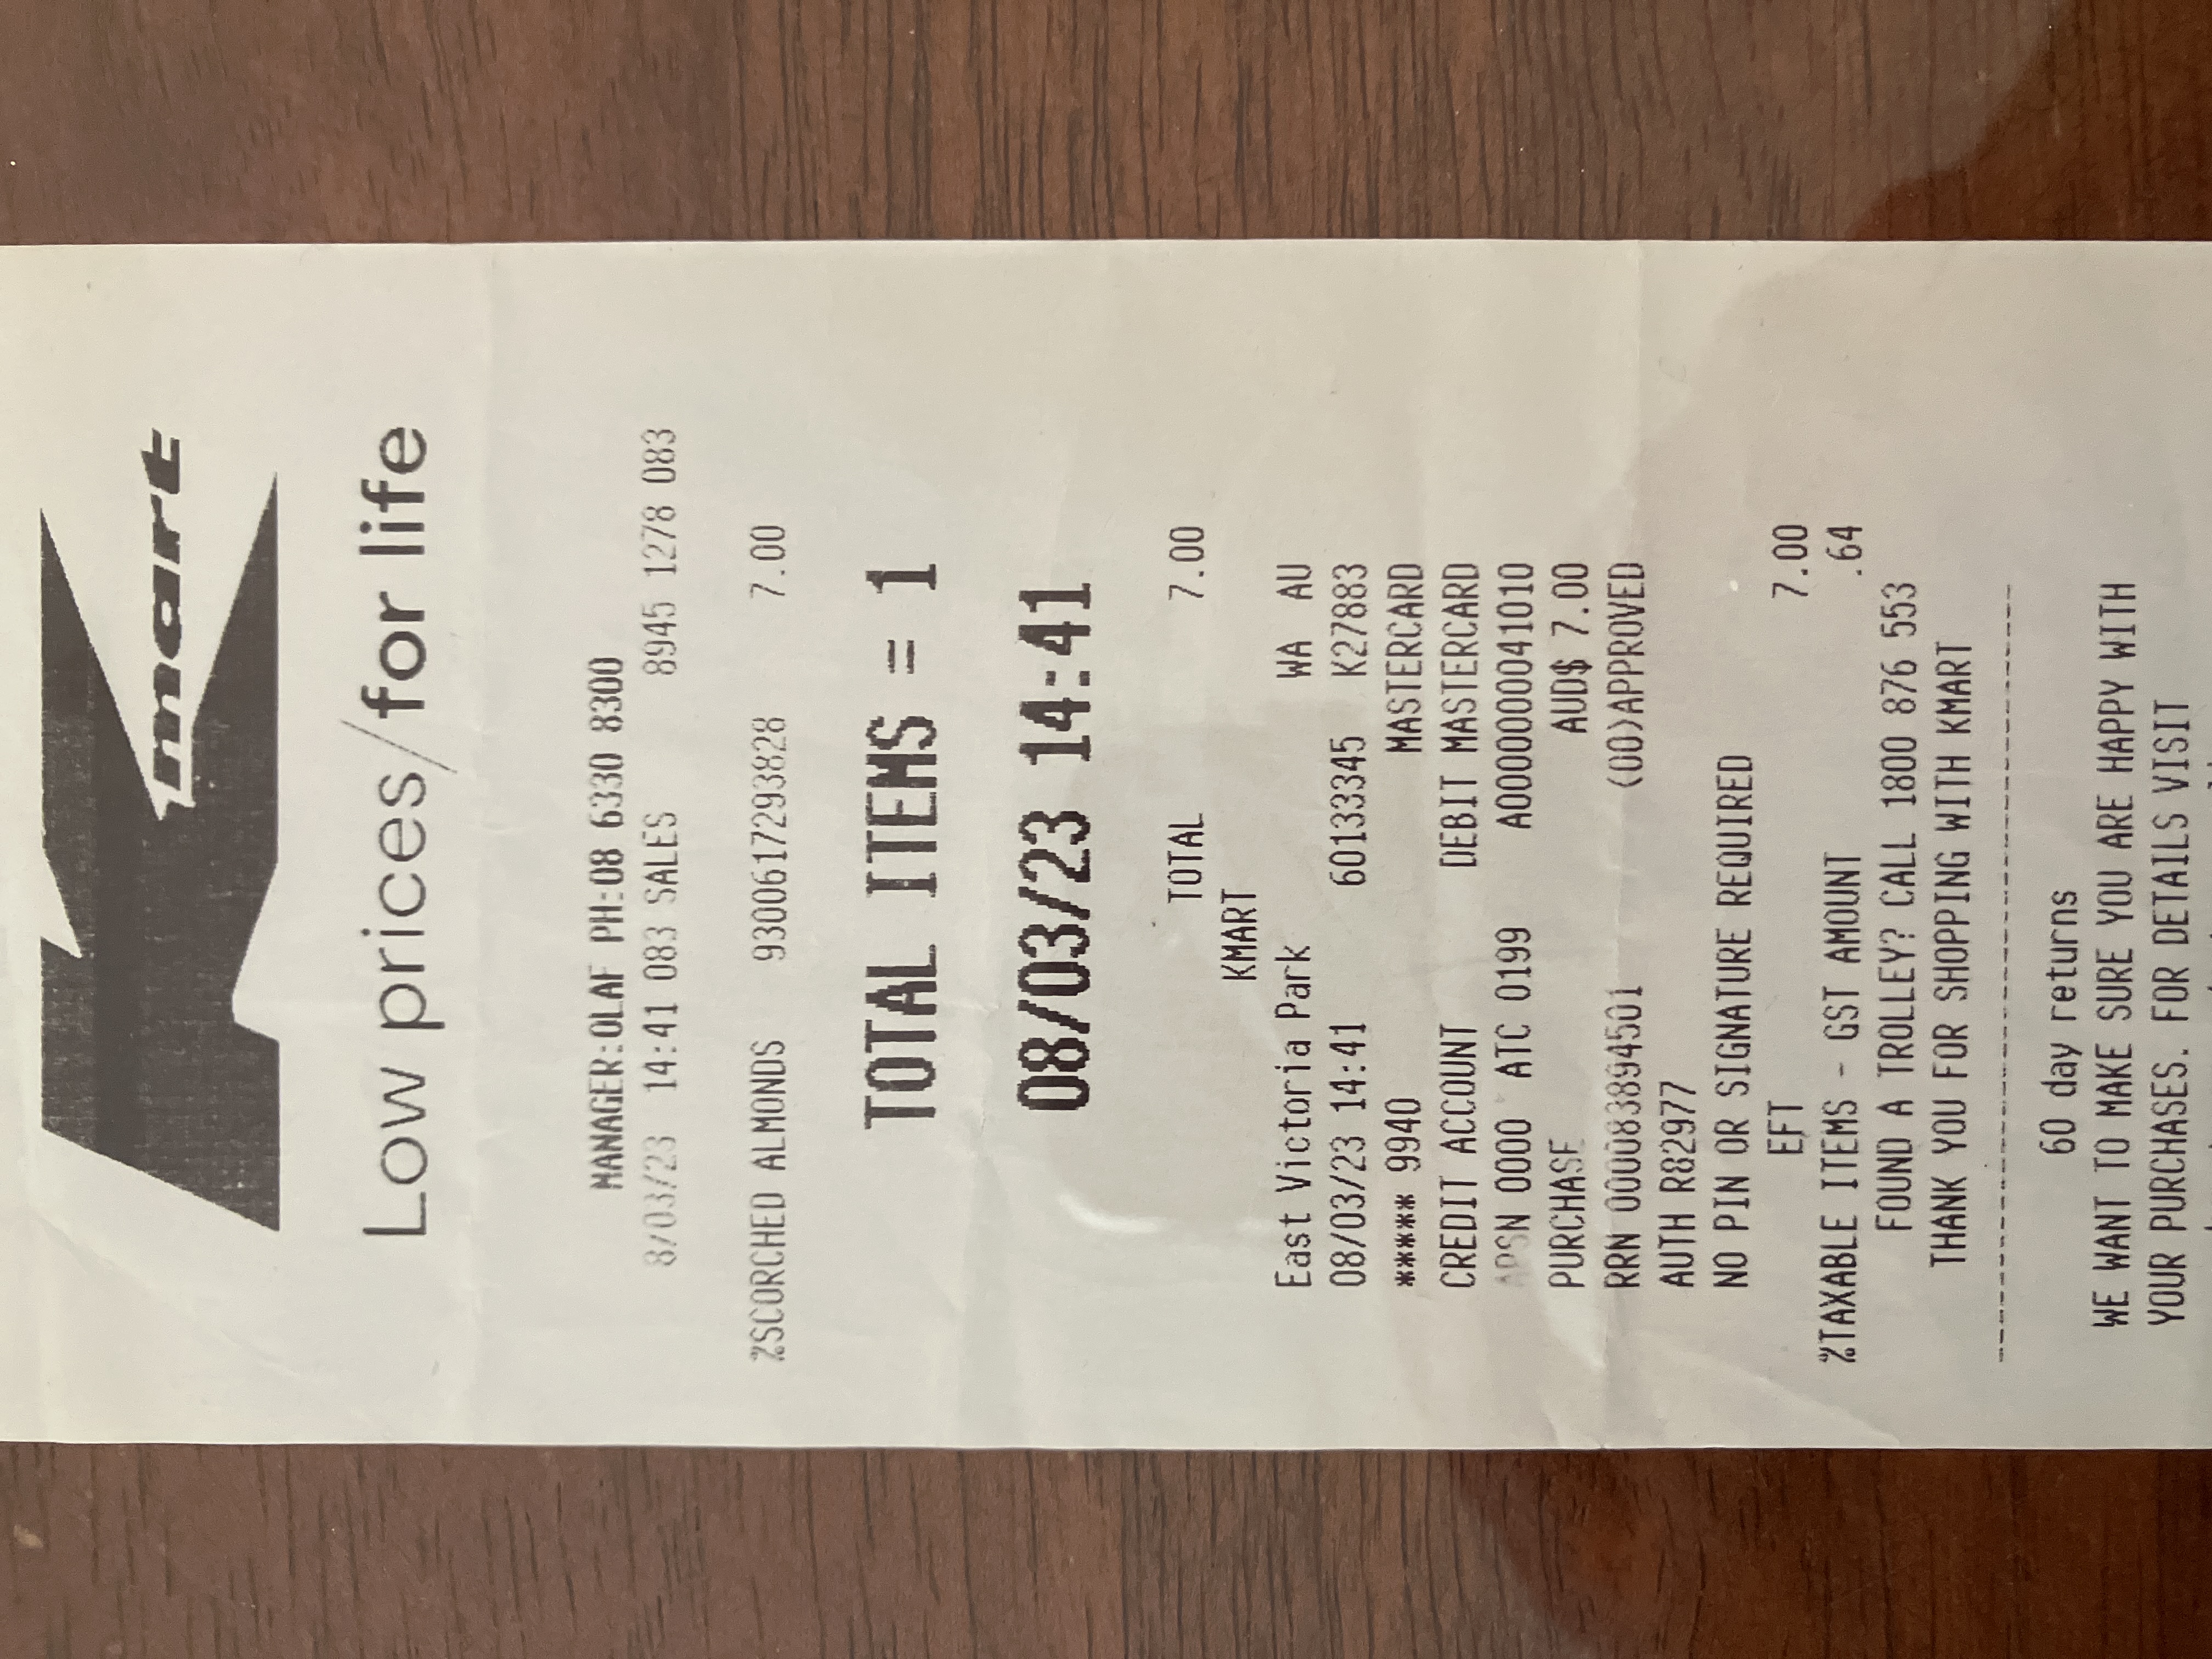 Kmart
Low prices/for life
MANAGER:OLAF PH:08 6330 8300
8/03/23 14:41 083 SALES 8945 1278 083
%SCORCHED ALMONDS 9300617293828 7.00
TOTAL ITEMS = 1
08/03/23 14:41
TOTAL 7.00
KMART
East Victoria Park WA AU
08/03/23 14:41 60133345 K27883
***** 9940 MASTERCARD
CREDIT ACCOUNT DEBIT MASTERCARD
APSN 0000 ATC 0199 A0000000041010
PURCHASE AUD$ 7.00
RRN 000083894501 (00)APPROVED
AUTH R82977
NO PIN OR SIGNATURE REQUIRED
EFT 7.00
%TAXABLE ITEMS - GST AMOUNT .64
FOUND A TROLLEY? CALL 1800 876 553
THANK YOU FOR SHOPPING WITH KMART
60 day returns
WE WANT TO MAKE SURE YOU ARE HAPPY WITH
YOUR PURCHASES. FOR DETAILS VISIT